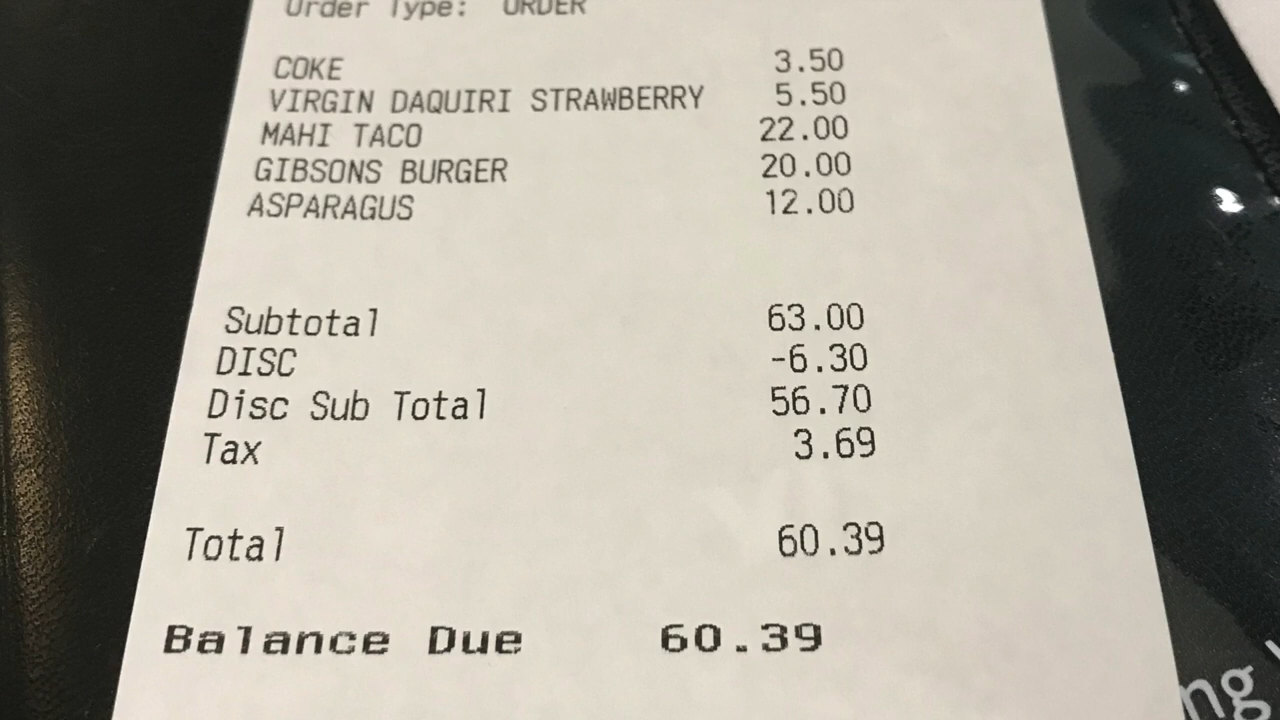 Order Type: ORDER
COKE 3.50
VIRGIN DAQUIRI STRAWBERRY 5.50
MAHI TACO 22.00
GIBSONS BURGER 20.00
ASPARAGUS 12.00
Subtotal 63.00
DISC -6.30
Disc Sub Total 56.70
Tax 3.69
Total 60.39
Balance Due 60.39